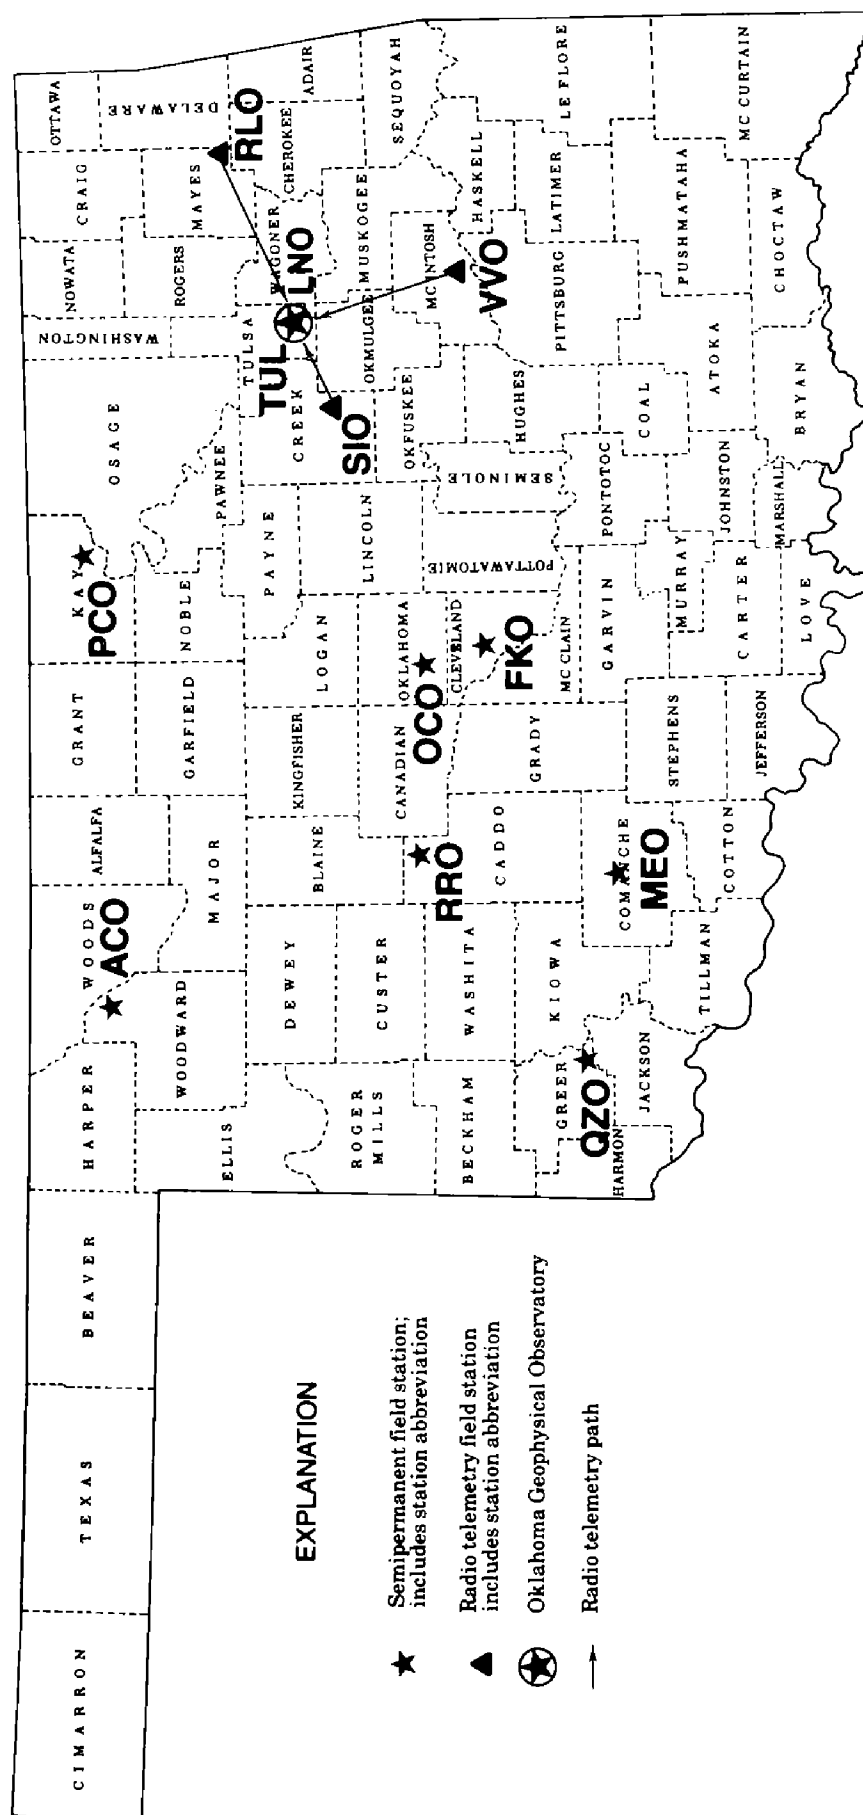 CIMARRON
TEXAS
BEAVER
HARPER
WOODS
ALFALFA
GRANT
KAY
OSAGE
WASHINGTON
NOWATA
CRAIG
OTTAWA
ACO
PCO
ELLIS
WOODWARD
MAJOR
GARFIELD
NOBLE
PAWNEE
ROGERS
MAYES
DELAWARE
RLO
TULSA
WAGONER
CHEROKEE
ADAIR
TUL
LNO
DEWEY
BLAINE
KINGFISHER
LOGAN
PAYNE
CREEK
SIO
ROGER
MILLS
CUSTER
CANADIAN
OKLAHOMA
LINCOLN
OKMULGEE
MUSKOGEE
SEQUOYAH
RRO
OCO
OKFUSKEE
MC INTOSH
VVO
HASKELL
BECKHAM
WASHITA
CADDO
CLEVELAND
FKO
POTTAWATOMIE
SEMINOLE
HUGHES
PITTSBURG
LATIMER
LE FLORE
GREER
KIOWA
GRADY
MC CLAIN
QZO
HARMON
JACKSON
COMANCHE
MEO
GARVIN
PONTOTOC
COAL
PUSHMATAHA
MC CURTAIN
TILLMAN
COTTON
STEPHENS
MURRAY
JOHNSTON
ATOKA
CHOCTAW
JEFFERSON
CARTER
LOVE
MARSHALL
BRYAN
EXPLANATION
Semipermanent field station;
includes station abbreviation
Radio telemetry field station
includes station abbreviation
Oklahoma Geophysical Observatory
Radio telemetry path